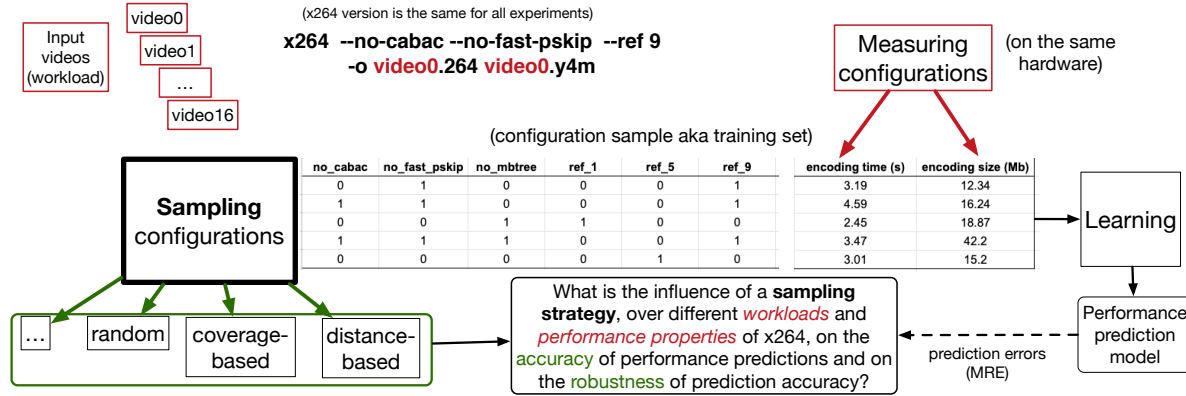 Input
videos
(workload)
video0
video1
...
video16
(x264 version is the same for all experiments)
x264 --no-cabac --no-fast-pskip --ref 9
-o video0.264 video0.y4m
Measuring
configurations
(on the same
hardware)
(configuration sample aka training set)
no_cabac no_fast_pskip no_mbtree ref_1 ref_5 ref_9 encoding time (s) encoding size (Mb)
0 1 0 0 0 1 3.19 12.34
1 1 0 0 0 1 4.59 16.24
0 0 1 1 0 0 2.45 18.87
1 1 1 0 0 1 3.47 42.2
0 0 0 0 1 0 3.01 15.2
Sampling
configurations
Learning
...
random
coverage-
based
distance-
based
What is the influence of a sampling
strategy, over different workloads and
performance properties of x264, on the
accuracy of performance predictions and on
the robustness of prediction accuracy?
prediction errors
(MRE)
Performance
prediction
model